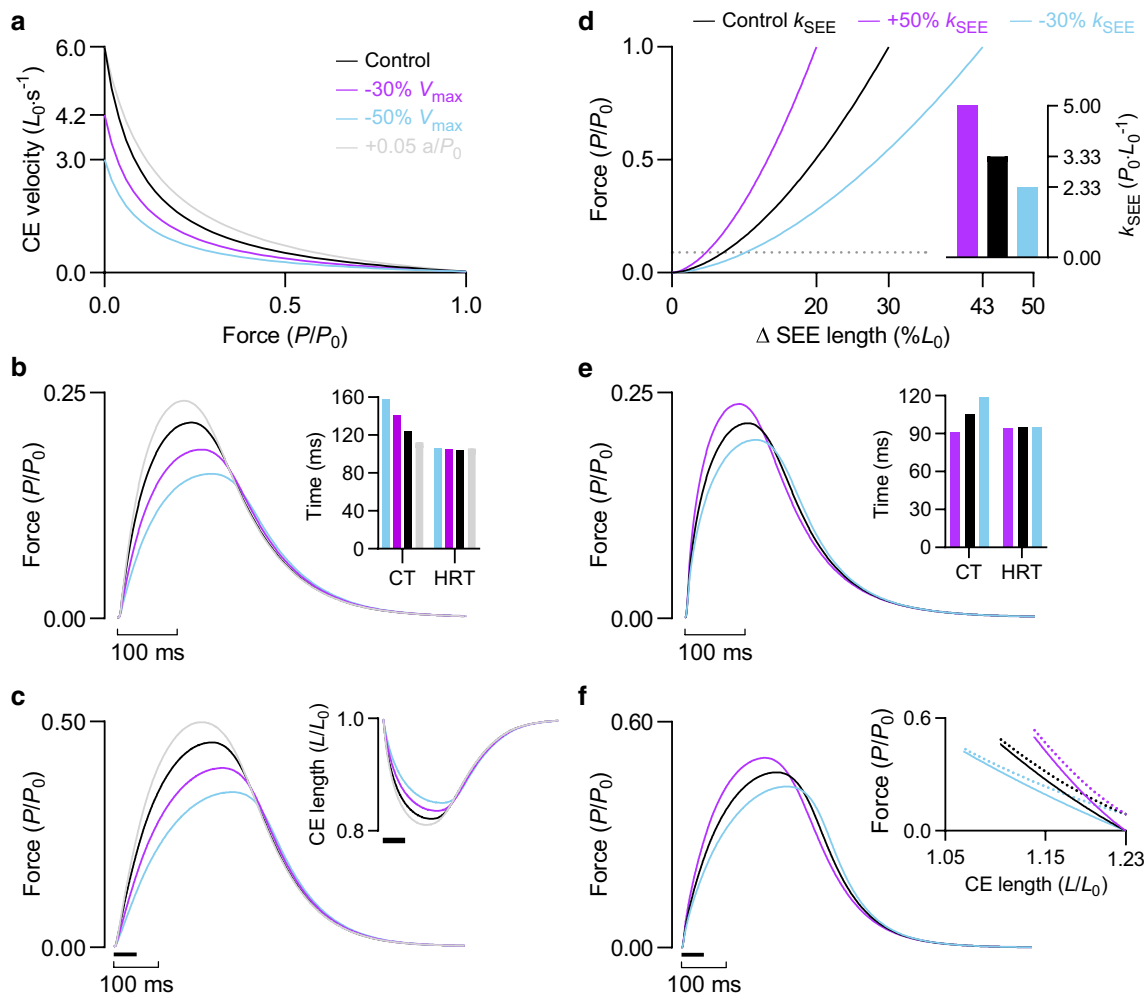 a
Control
-30% Vmax
-50% Vmax
+0.05 a/P0
CE velocity (L0·s-1)
6.0
4.2
3.0
0.0
0.0
0.5
1.0
Force (P/P0)
d
Control kSEE
+50% kSEE
-30% kSEE
Force (P/P0)
1.0
0.5
0.0
0
20
30
43
50
Δ SEE length (%L0)
5.00
3.33
2.33
0.00
kSEE (P0·L0-1)
b
Force (P/P0)
0.25
0.00
100 ms
Time (ms)
160
120
80
40
0
CT
HRT
e
Force (P/P0)
0.25
0.00
100 ms
Time (ms)
120
90
60
30
0
CT
HRT
c
Force (P/P0)
0.50
0.00
100 ms
CE length (L/L0)
1.0
0.8
f
Force (P/P0)
0.60
0.00
100 ms
Force (P/P0)
0.6
0.0
1.05
1.15
1.23
CE length (L/L0)